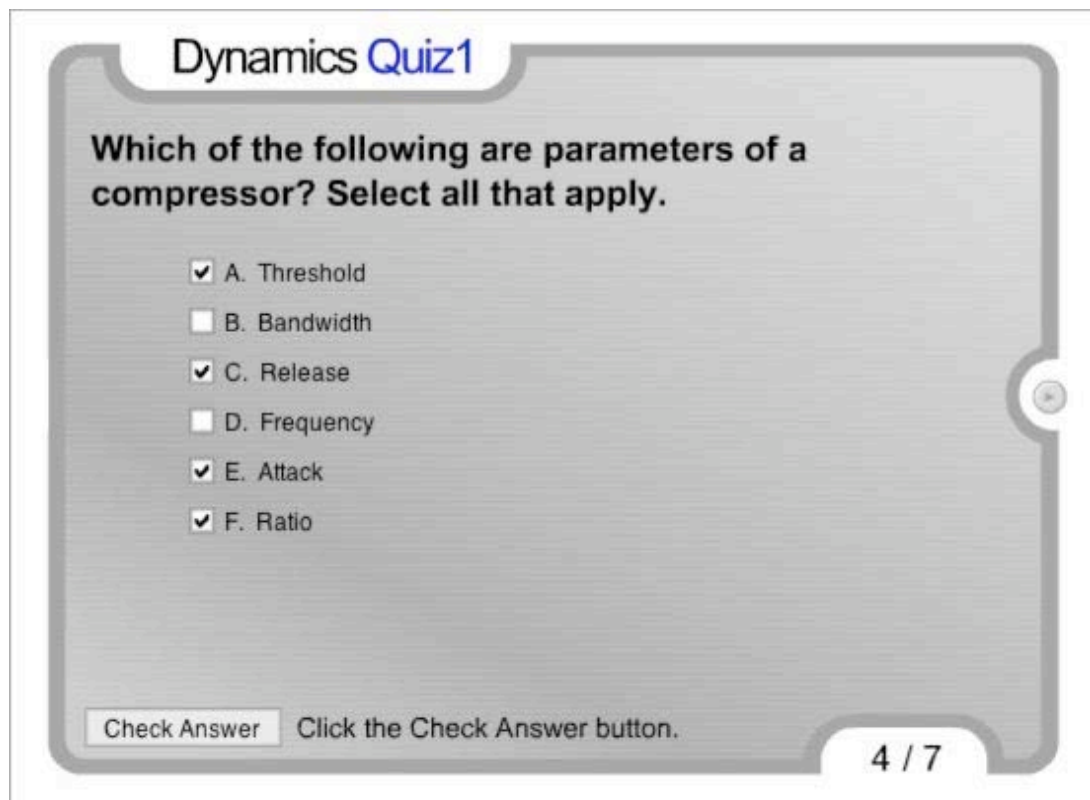 Dynamics Quiz1
Which of the following are parameters of a
compressor? Select all that apply.
A. Threshold
B. Bandwidth
C. Release
D. Frequency
E. Attack
F. Ratio
Check Answer Click the Check Answer button.
4 / 7